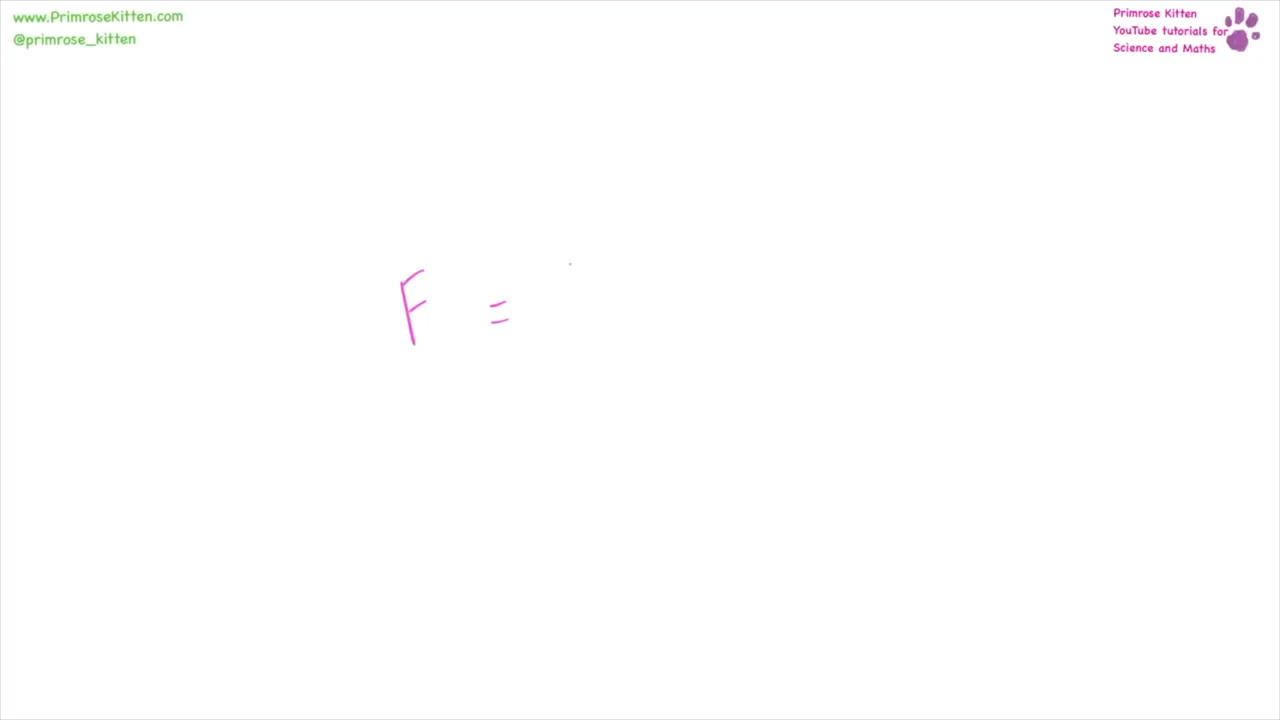 www.PrimroseKitten.com
@primrose_kitten
Primrose Kitten
YouTube tutorials for
Science and Maths
F =